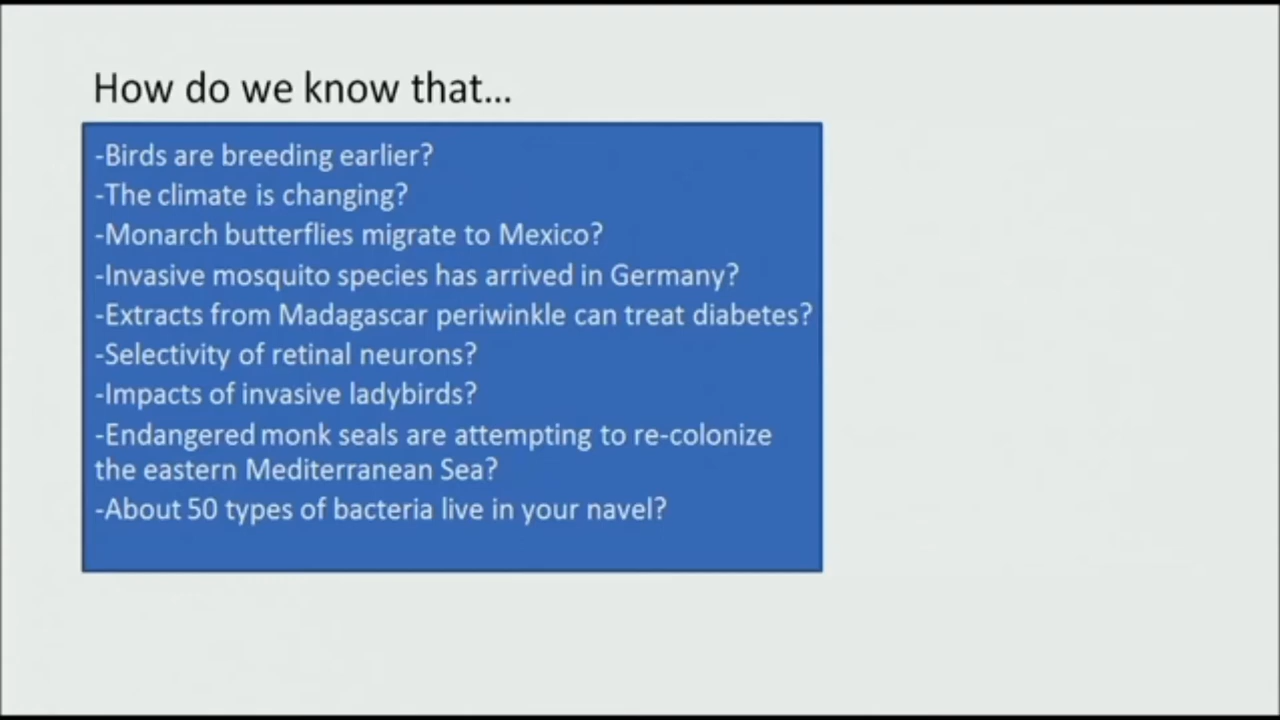 How do we know that...
-Birds are breeding earlier?
-The climate is changing?
-Monarch butterflies migrate to Mexico?
-Invasive mosquito species has arrived in Germany?
-Extracts from Madagascar periwinkle can treat diabetes?
-Selectivity of retinal neurons?
-Impacts of invasive ladybirds?
-Endangered monk seals are attempting to re-colonize
the eastern Mediterranean Sea?
-About 50 types of bacteria live in your navel?